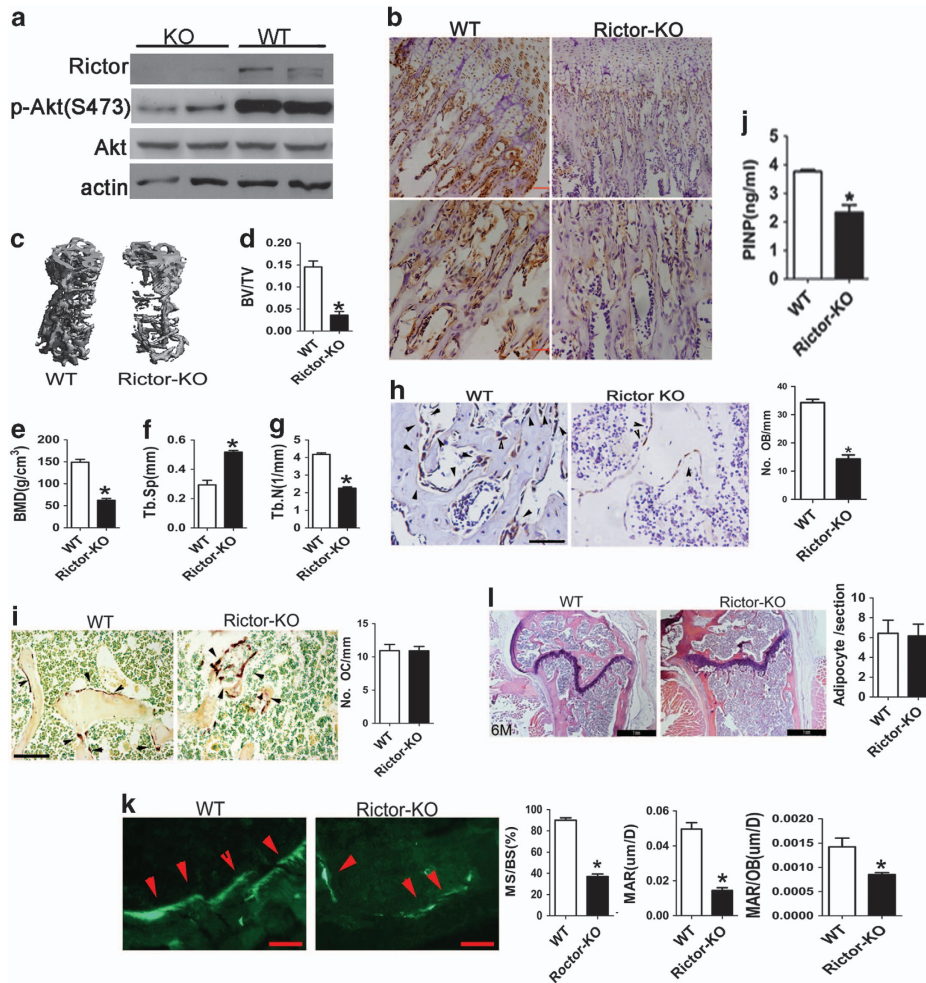 a
KO WT
Rictor
p-Akt(S473)
Akt
actin
b
WT Rictor-KO
c
WT Rictor-KO
d
BV/TV
0.20
0.15
0.10
0.05
0.00
*
WT
Rictor-KO
j
PINP(ng/ml)
5
4
3
2
1
0
*
WT
Rictor-KO
e
BMD(g/cm³)
200
150
100
50
0
*
WT
Rictor-KO
f
Tb.Sp(mm)
0.6
0.4
0.2
0.0
*
WT
Rictor-KO
g
Tb.N(1/mm)
5
4
3
2
1
0
*
WT
Rictor-KO
h
WT Rictor KO
No. OB/mm
40
30
20
10
0
*
WT
Rictor-KO
i
WT Rictor-KO
No. OC/mm
15
10
5
0
WT
Rictor-KO
l
WT Rictor-KO
6M
Adipocyte /section
10
8
6
4
2
0
WT
Rictor-KO
k
WT Rictor-KO
MS/BS(%)
100
80
60
40
20
0
*
WT
Roctor-KO
MAR(um/D)
0.06
0.04
0.02
0.00
*
WT
Rictor-KO
MAR/OB(um/D)
0.0020
0.0015
0.0010
0.0005
0.0000
*
WT
Rictor-KO